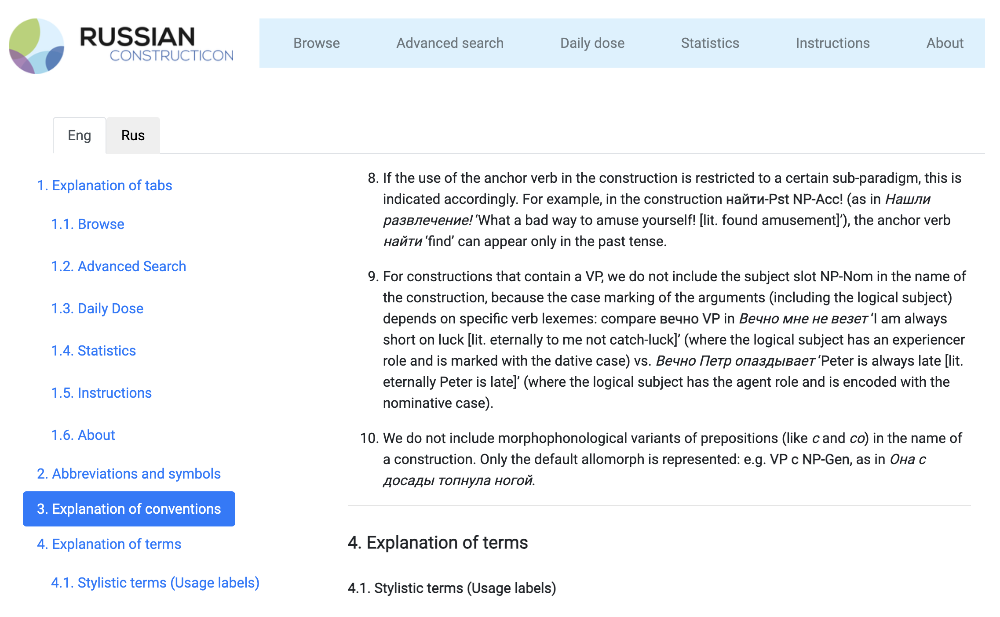 RUSSIAN
CONSTRUCTICON
Browse Advanced search Daily dose Statistics Instructions About
Eng Rus
1. Explanation of tabs
1.1. Browse
1.2. Advanced Search
1.3. Daily Dose
1.4. Statistics
1.5. Instructions
1.6. About
2. Abbreviations and symbols
3. Explanation of conventions
4. Explanation of terms
4.1. Stylistic terms (Usage labels)
8. If the use of the anchor verb in the construction is restricted to a certain sub-paradigm, this is
indicated accordingly. For example, in the construction найти-Pst NP-Acc! (as in Нашли
развлечение! ‘What a bad way to amuse yourself! [lit. found amusement]’), the anchor verb
найти ‘find’ can appear only in the past tense.
9. For constructions that contain a VP, we do not include the subject slot NP-Nom in the name of
the construction, because the case marking of the arguments (including the logical subject)
depends on specific verb lexemes: compare вечно VP in Вечно мне не везет ‘I am always
short on luck [lit. eternally to me not catch-luck]’ (where the logical subject has an experiencer
role and is marked with the dative case) vs. Вечно Петр опаздывает ‘Peter is always late [lit.
eternally Peter is late]’ (where the logical subject has the agent role and is encoded with the
nominative case).
10. We do not include morphophonological variants of prepositions (like с and со) in the name of
a construction. Only the default allomorph is represented: e.g. VP с NP-Gen, as in Она с
досады топнула ногой.
4. Explanation of terms
4.1. Stylistic terms (Usage labels)